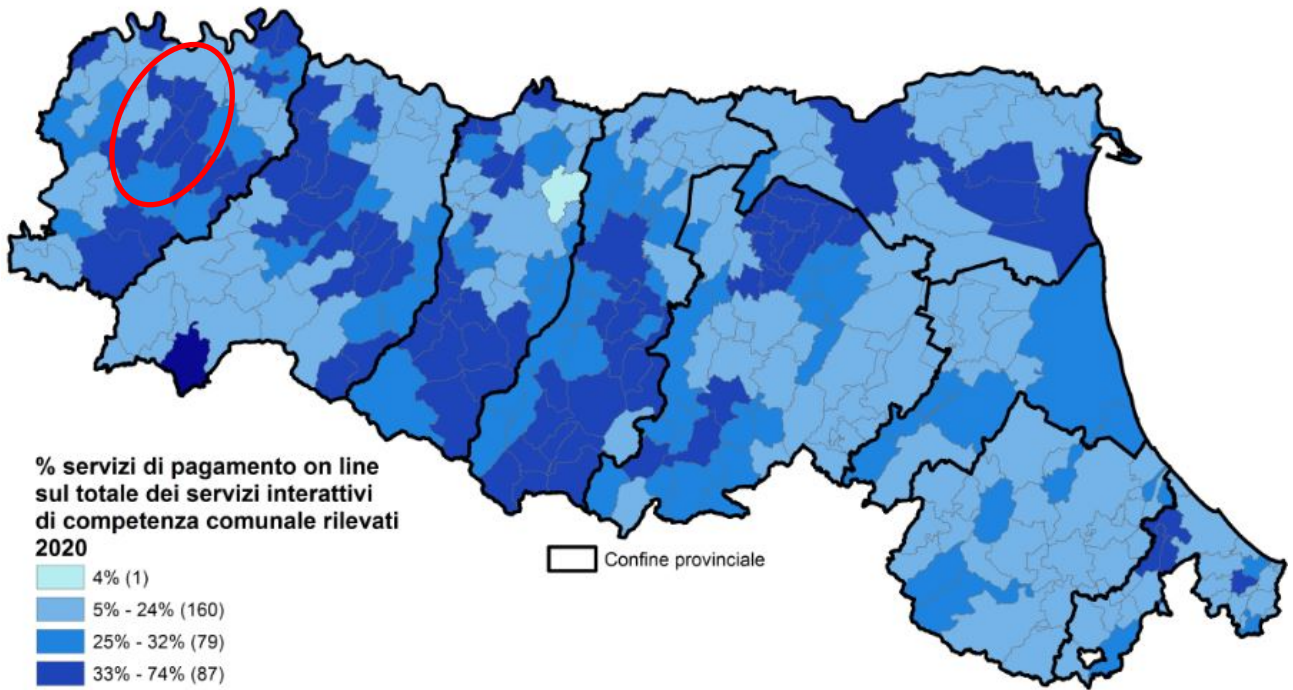 % servizi di pagamento on line
sul totale dei servizi interattivi
di competenza comunale rilevati
2020
4% (1)
5% - 24% (160)
25% - 32% (79)
33% - 74% (87)
Confine provinciale